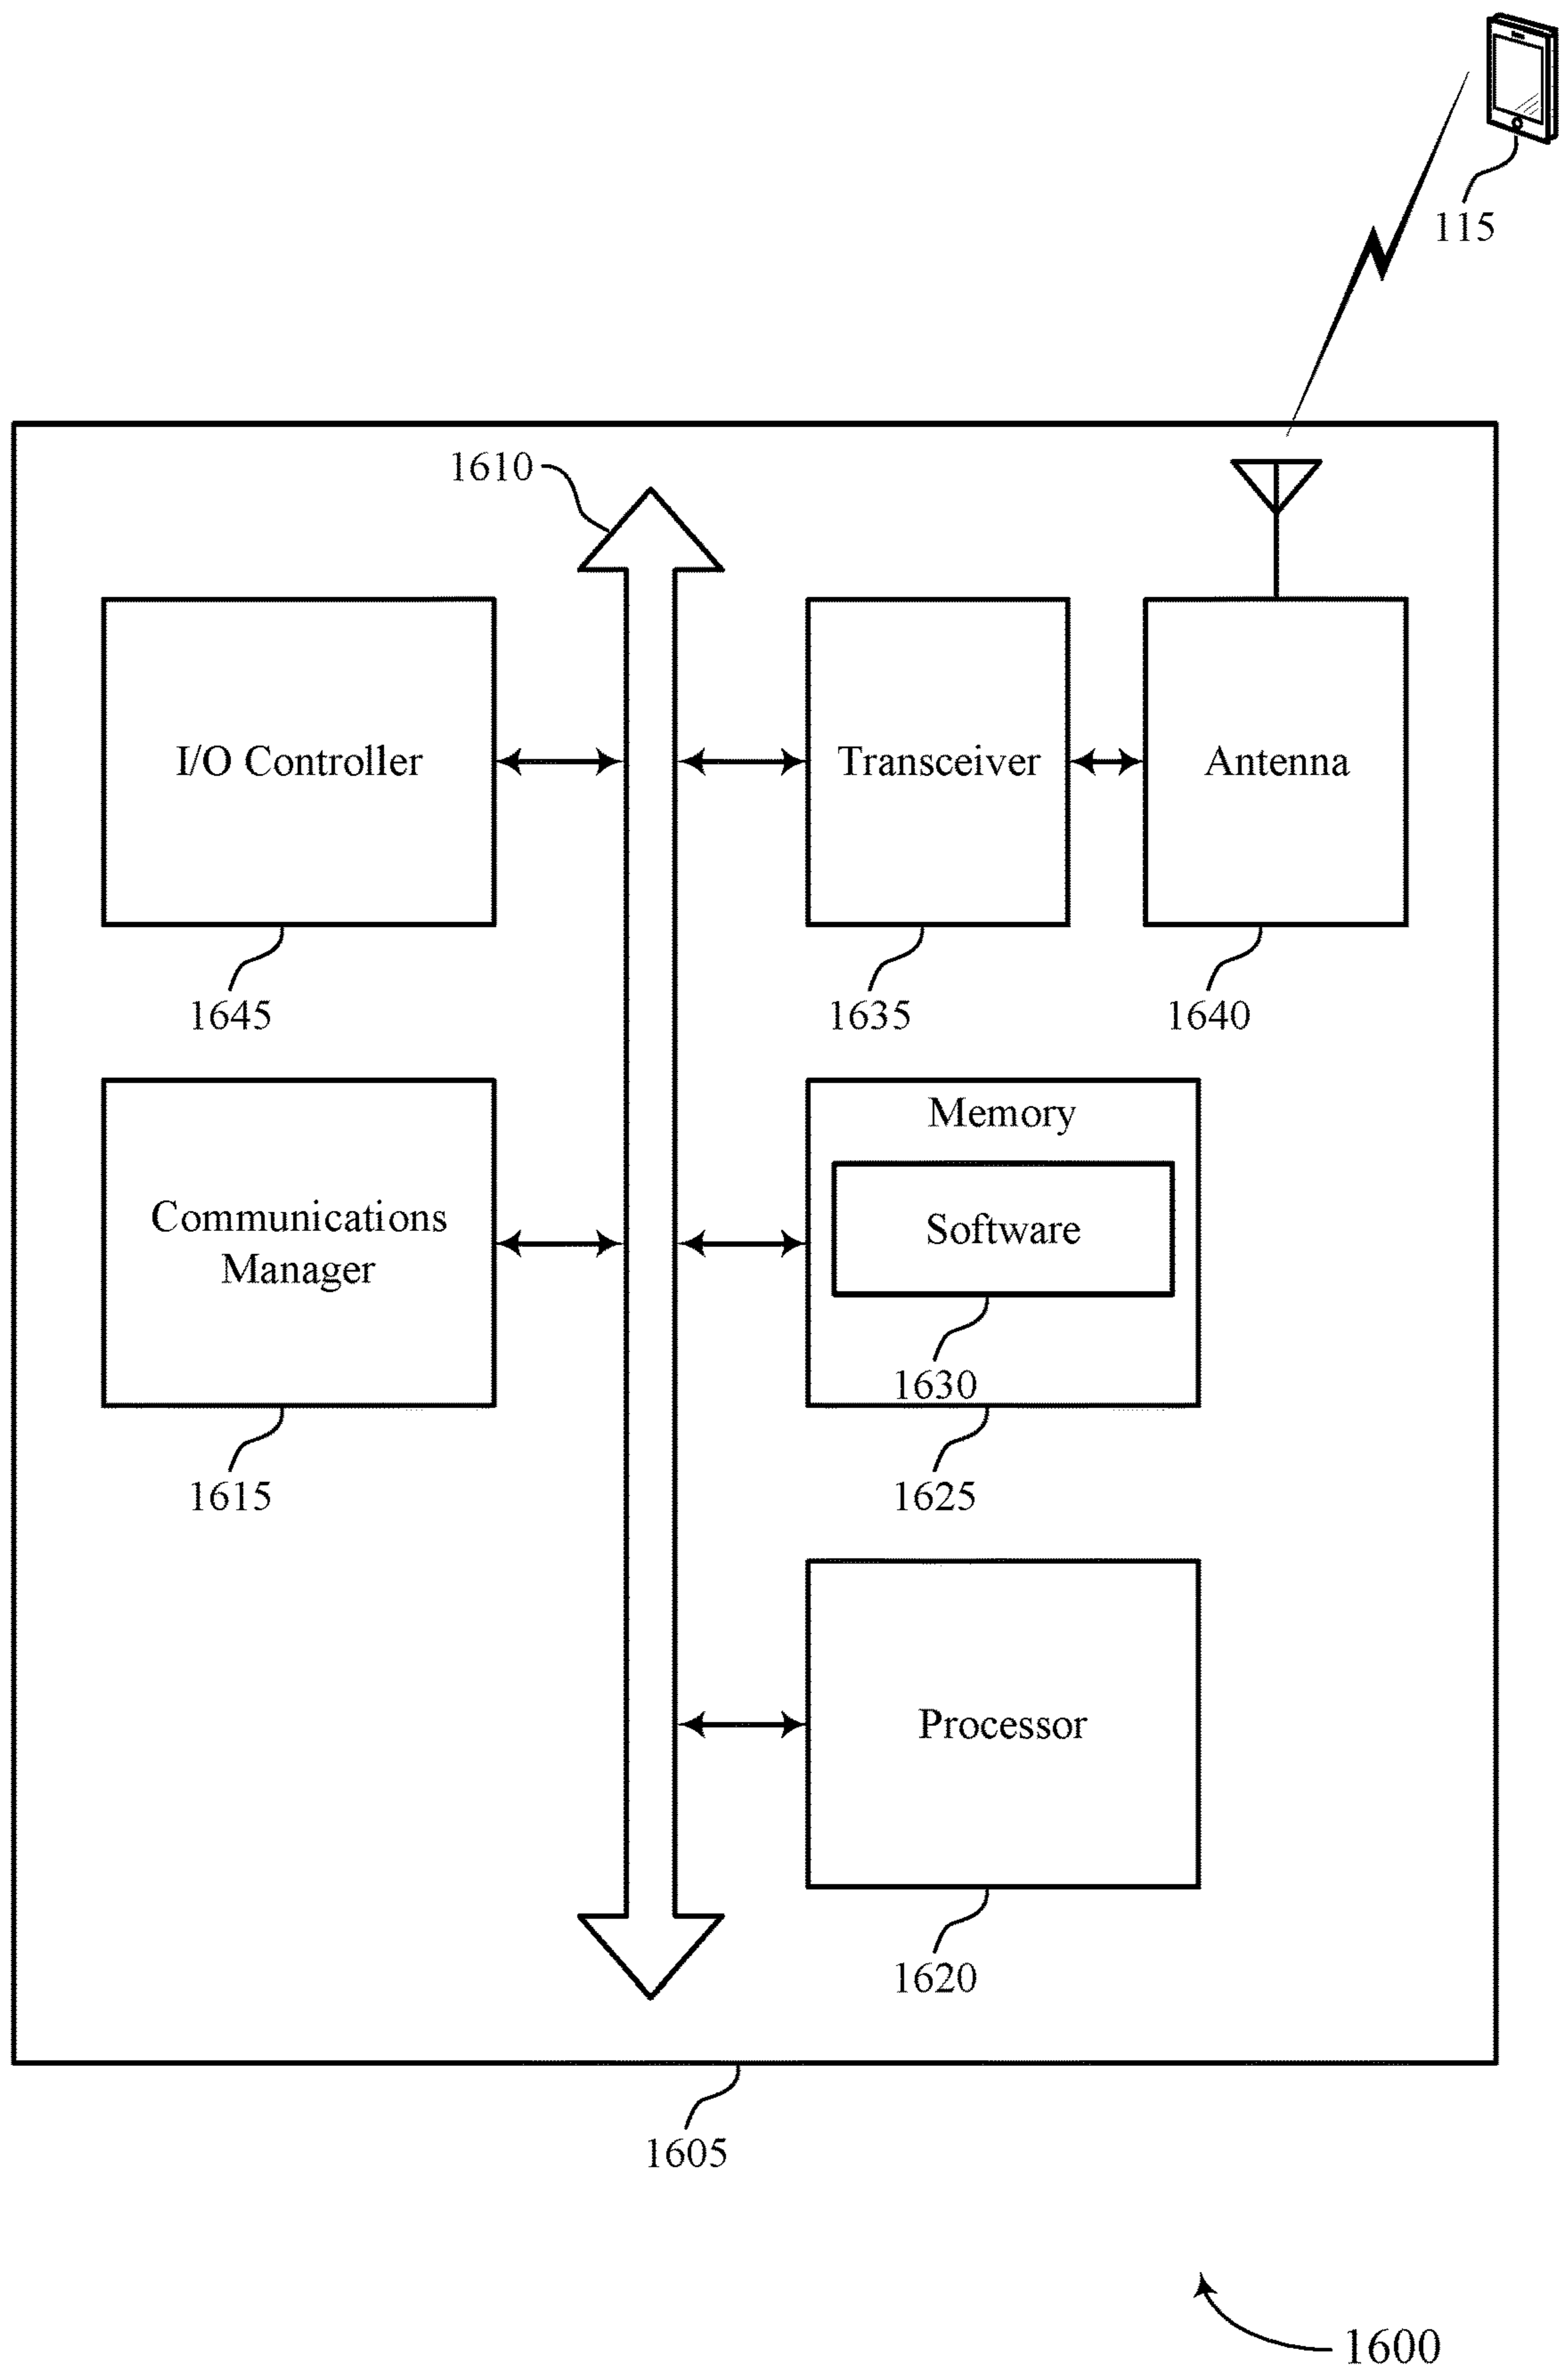 115
1610
I/O Controller
Transceiver
Antenna
1645
1635
1640
Communications
Manager
Memory
Software
1630
1615
1625
Processor
1620
1605
1600